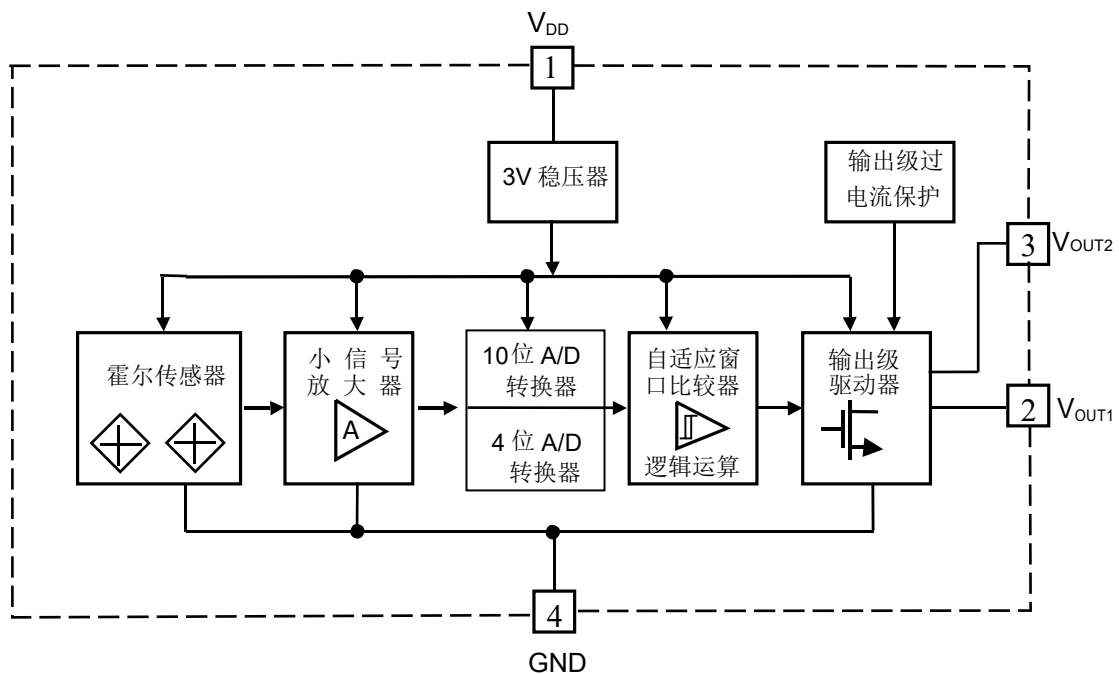 VDD
1
3V 稳压器
输出级过
电流保护
3
VOUT2
霍尔传感器
小 信 号
放 大 器
A
10位 A/D
转换器
4位 A/D
转换器
自适应窗
口比较器
逻辑运算
输出级
驱动器
2
VOUT1
4
GND